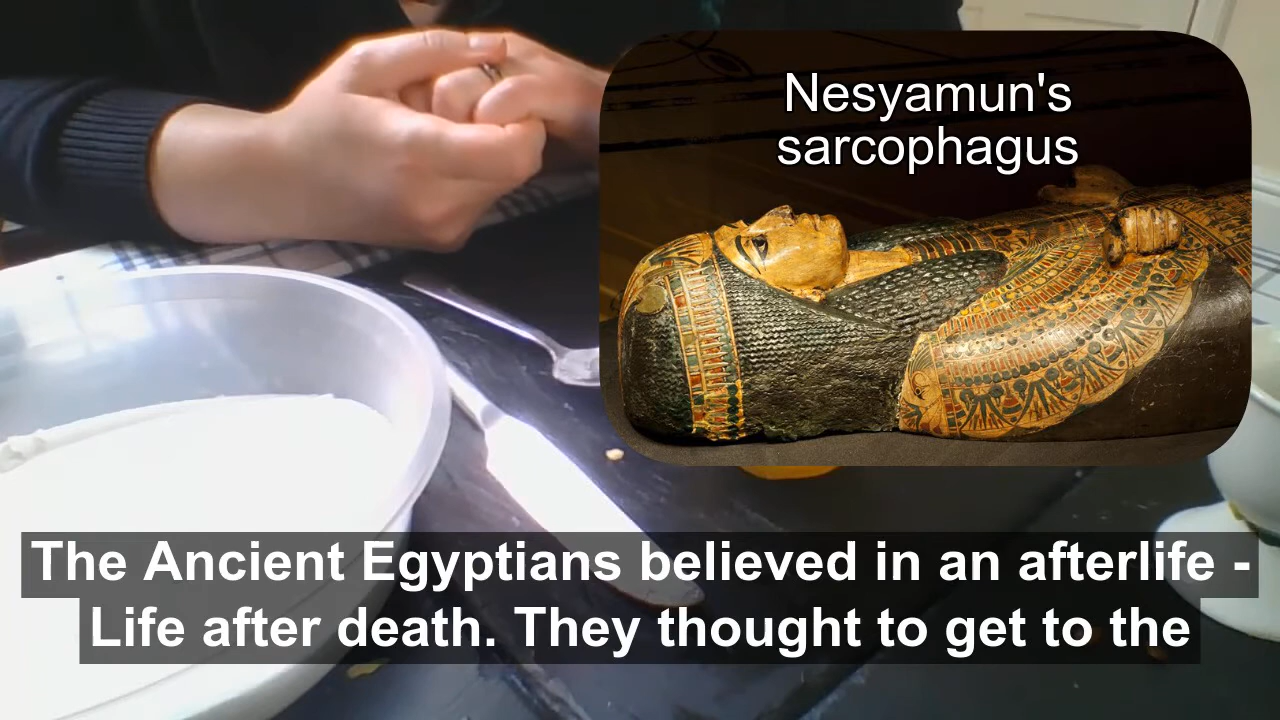 Nesyamun's
sarcophagus
The Ancient Egyptians believed in an afterlife -
Life after death. They thought to get to the